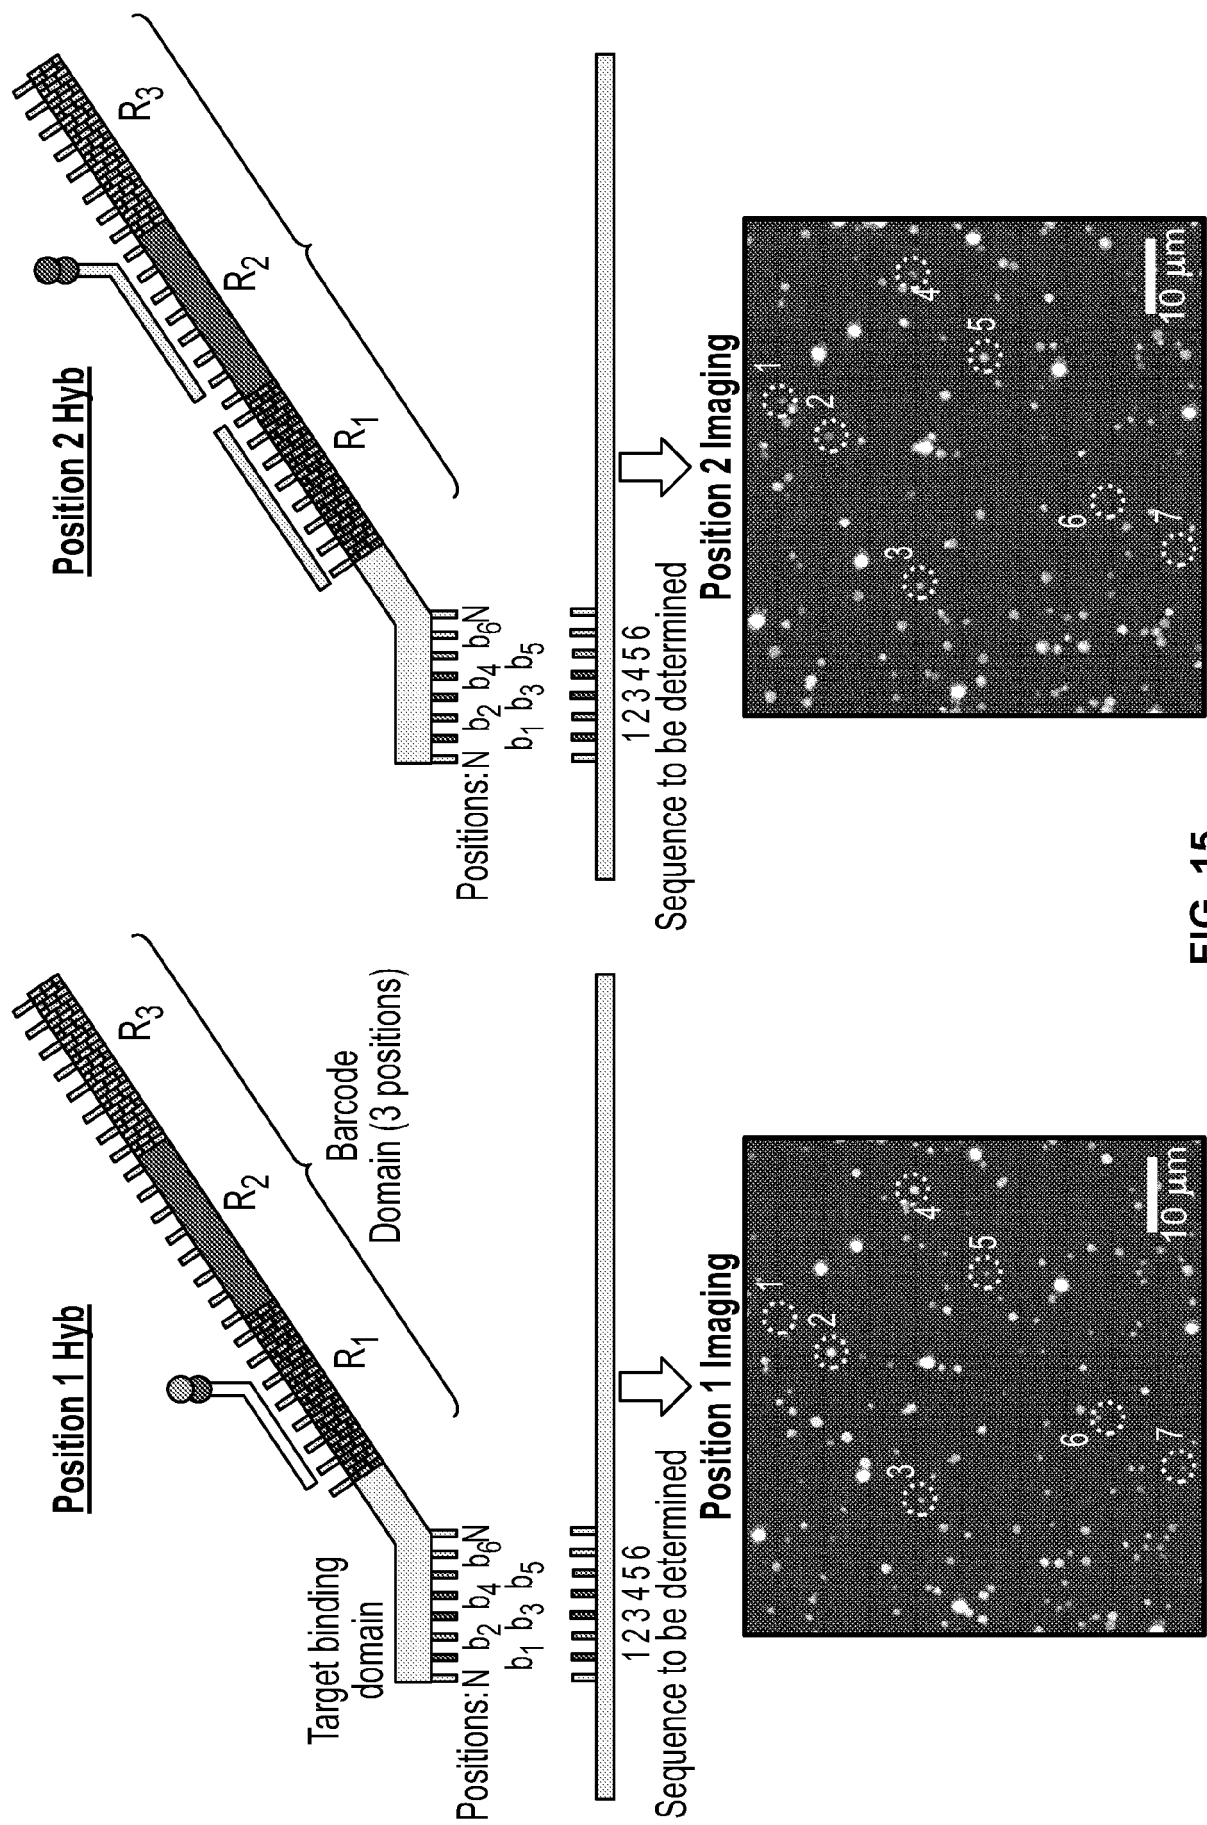 Position 1 Hyb
R3
R2
R1
Barcode
Domain (3 positions)
Target binding
domain
Positions: N b1 b2 b3 b4 b5 b6 N
1 2 3 4 5 6
Sequence to be determined
Position 1 Imaging
1
2
3
4
5
6
7
10 µm
Position 2 Hyb
R3
R2
R1
Positions: N b1 b2 b3 b4 b5 b6 N
1 2 3 4 5 6
Sequence to be determined
Position 2 Imaging
1
2
3
4
5
6
7
10 µm
FIG. 15